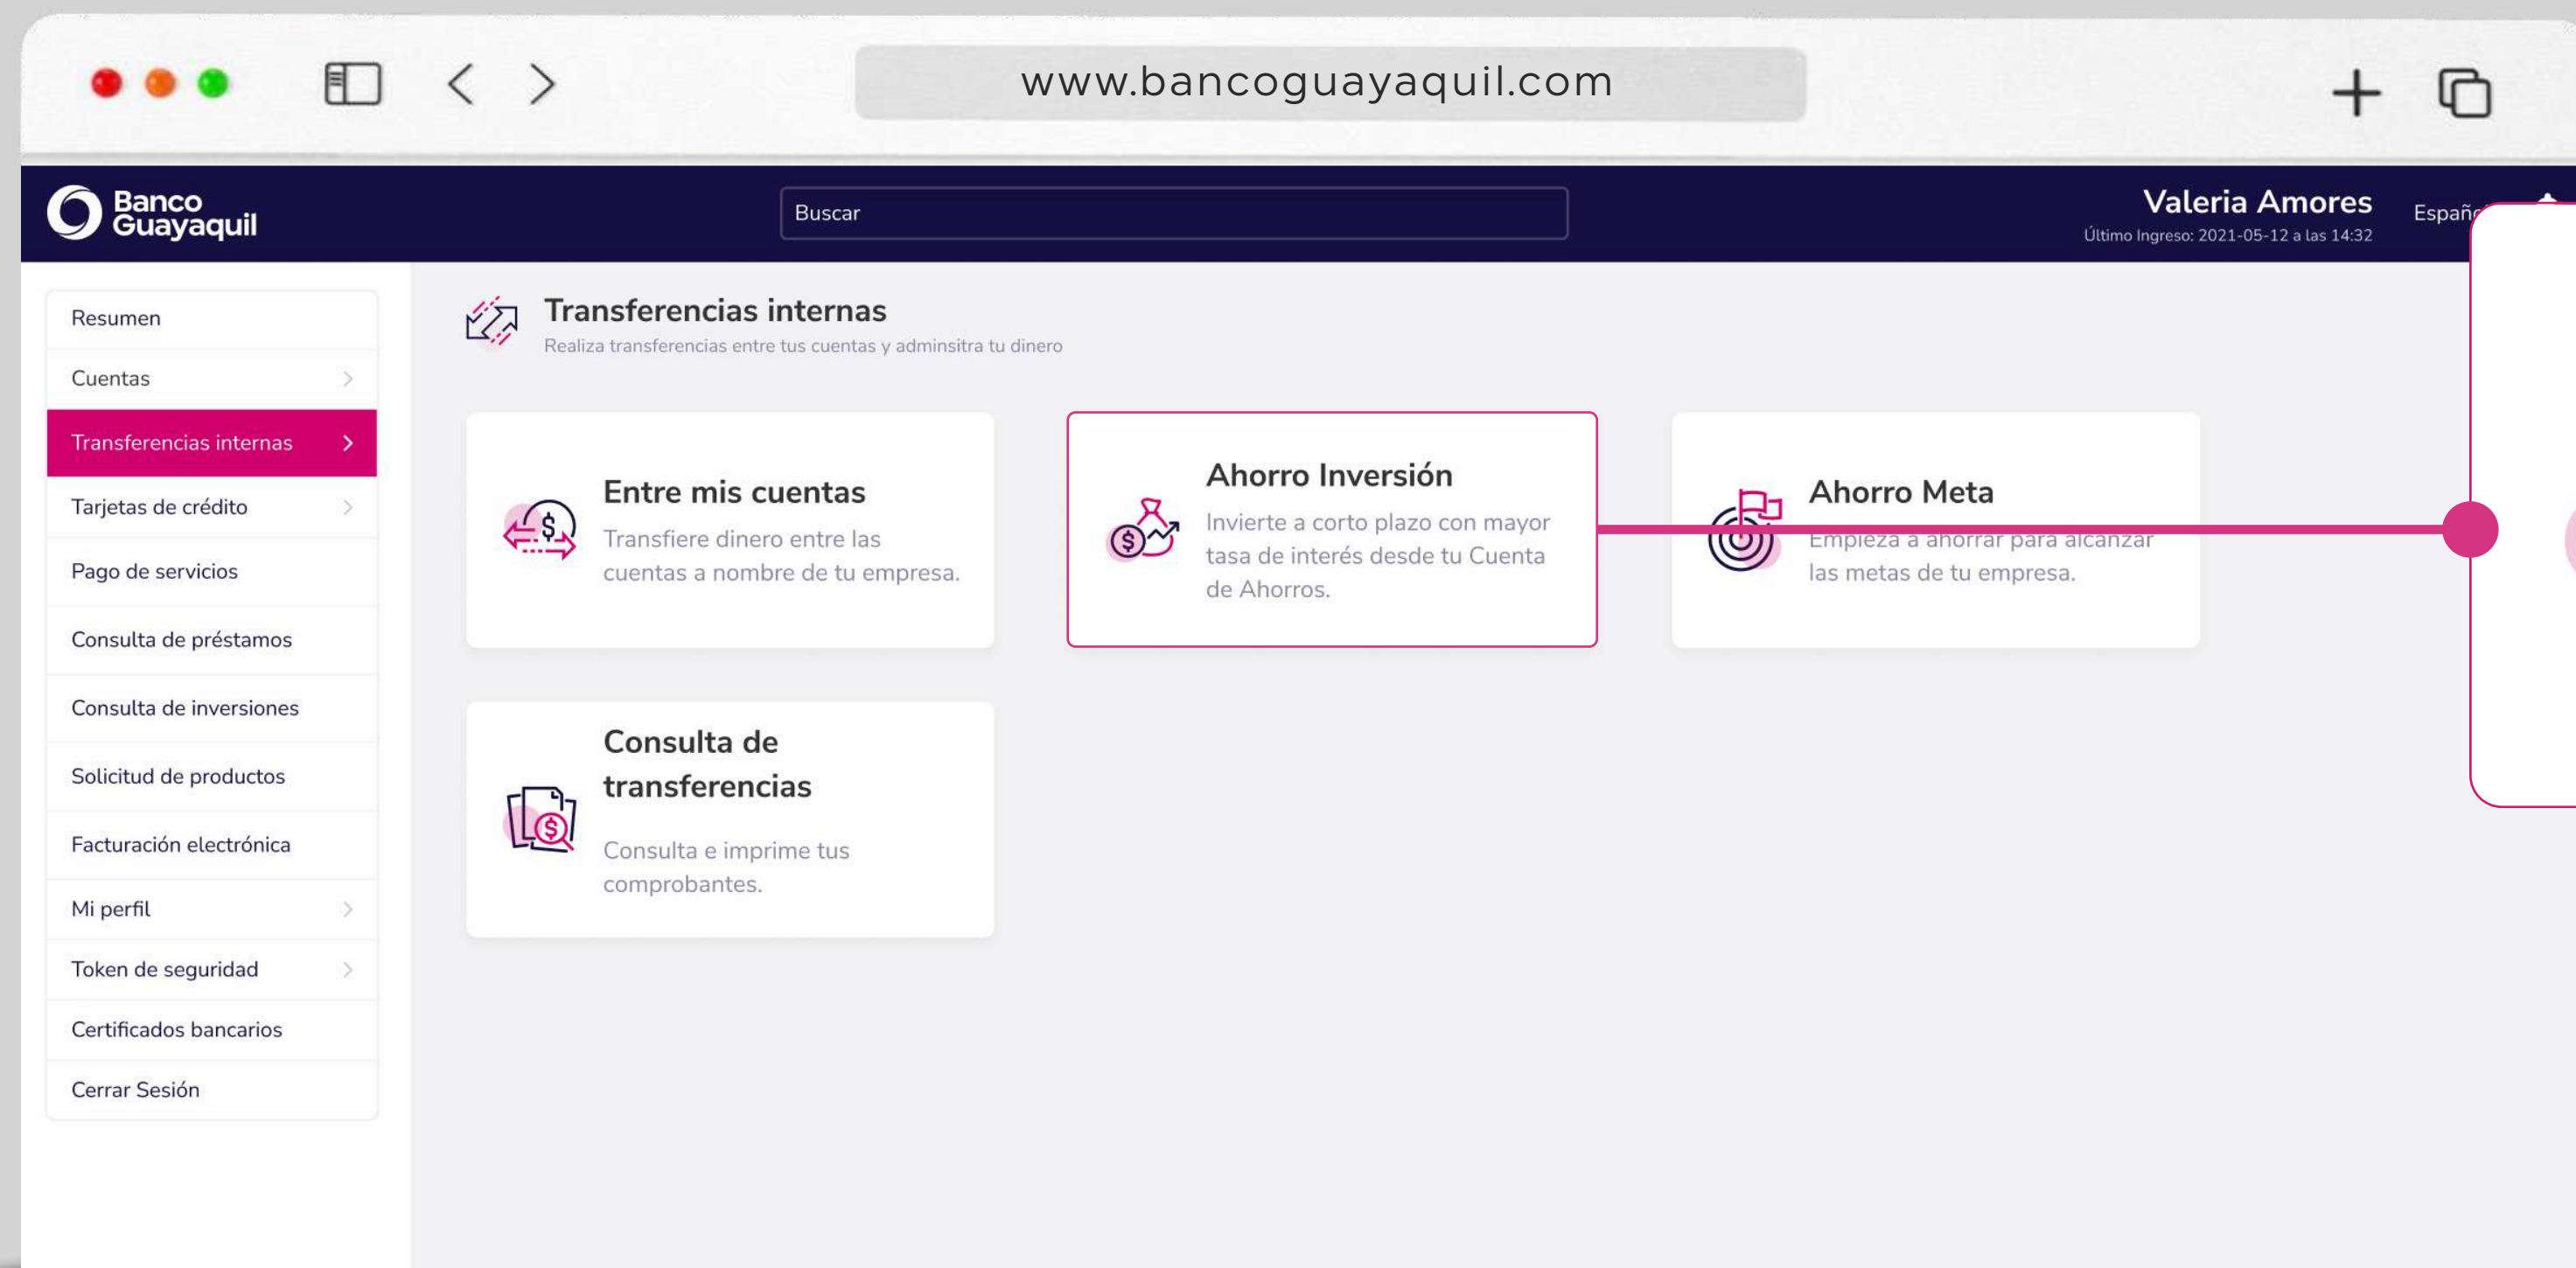 www.bancoguayaquil.com
Banco
Guayaquil
Buscar
Valeria Amores
Último Ingreso: 2021-05-12 a las 14:32
Españo
Resumen
Cuentas
Transferencias internas
Tarjetas de crédito
Pago de servicios
Consulta de préstamos
Consulta de inversiones
Solicitud de productos
Facturación electrónica
Mi perfil
Token de seguridad
Certificados bancarios
Cerrar Sesión
Transferencias internas
Realiza transferencias entre tus cuentas y adminsitra tu dinero
Entre mis cuentas
Transfiere dinero entre las
cuentas a nombre de tu empresa.
Ahorro Inversión
Invierte a corto plazo con mayor
tasa de interés desde tu Cuenta
de Ahorros.
Ahorro Meta
Empieza a ahorrar para alcanzar
las metas de tu empresa.
Consulta de
transferencias
Consulta e imprime tus
comprobantes.